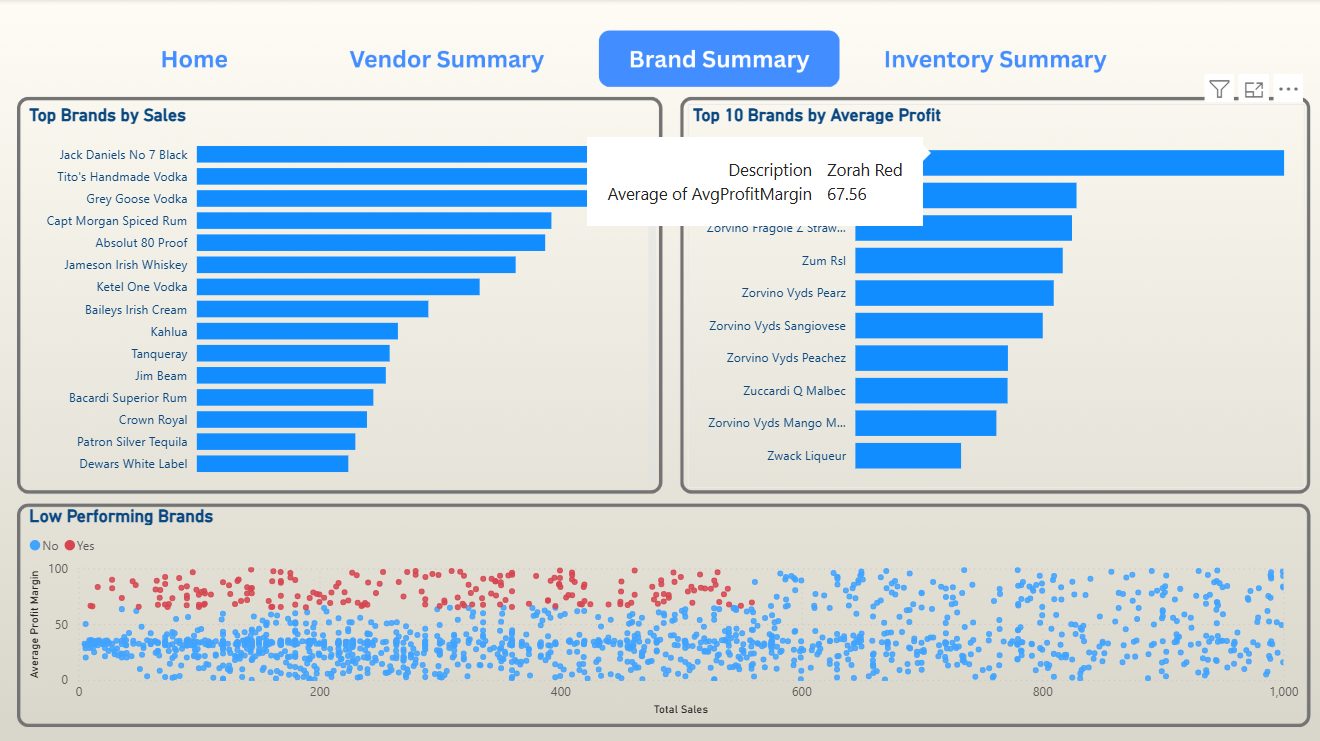 Home
Vendor Summary
Brand Summary
Inventory Summary
Top Brands by Sales
Jack Daniels No 7 Black
Tito's Handmade Vodka
Grey Goose Vodka
Capt Morgan Spiced Rum
Absolut 80 Proof
Jameson Irish Whiskey
Ketel One Vodka
Baileys Irish Cream
Kahlua
Tanqueray
Jim Beam
Bacardi Superior Rum
Crown Royal
Patron Silver Tequila
Dewars White Label
Top 10 Brands by Average Profit
Description Zorah Red
Average of AvgProfitMargin 67.56
Zorvino Fragole Z Straw...
Zum Rsl
Zorvino Vyds Pearz
Zorvino Vyds Sangiovese
Zorvino Vyds Peachez
Zuccardi Q Malbec
Zorvino Vyds Mango M...
Zwack Liqueur
Low Performing Brands
No Yes
Average Profit Margin
100
50
0
0 200 400 600 800 1,000
Total Sales